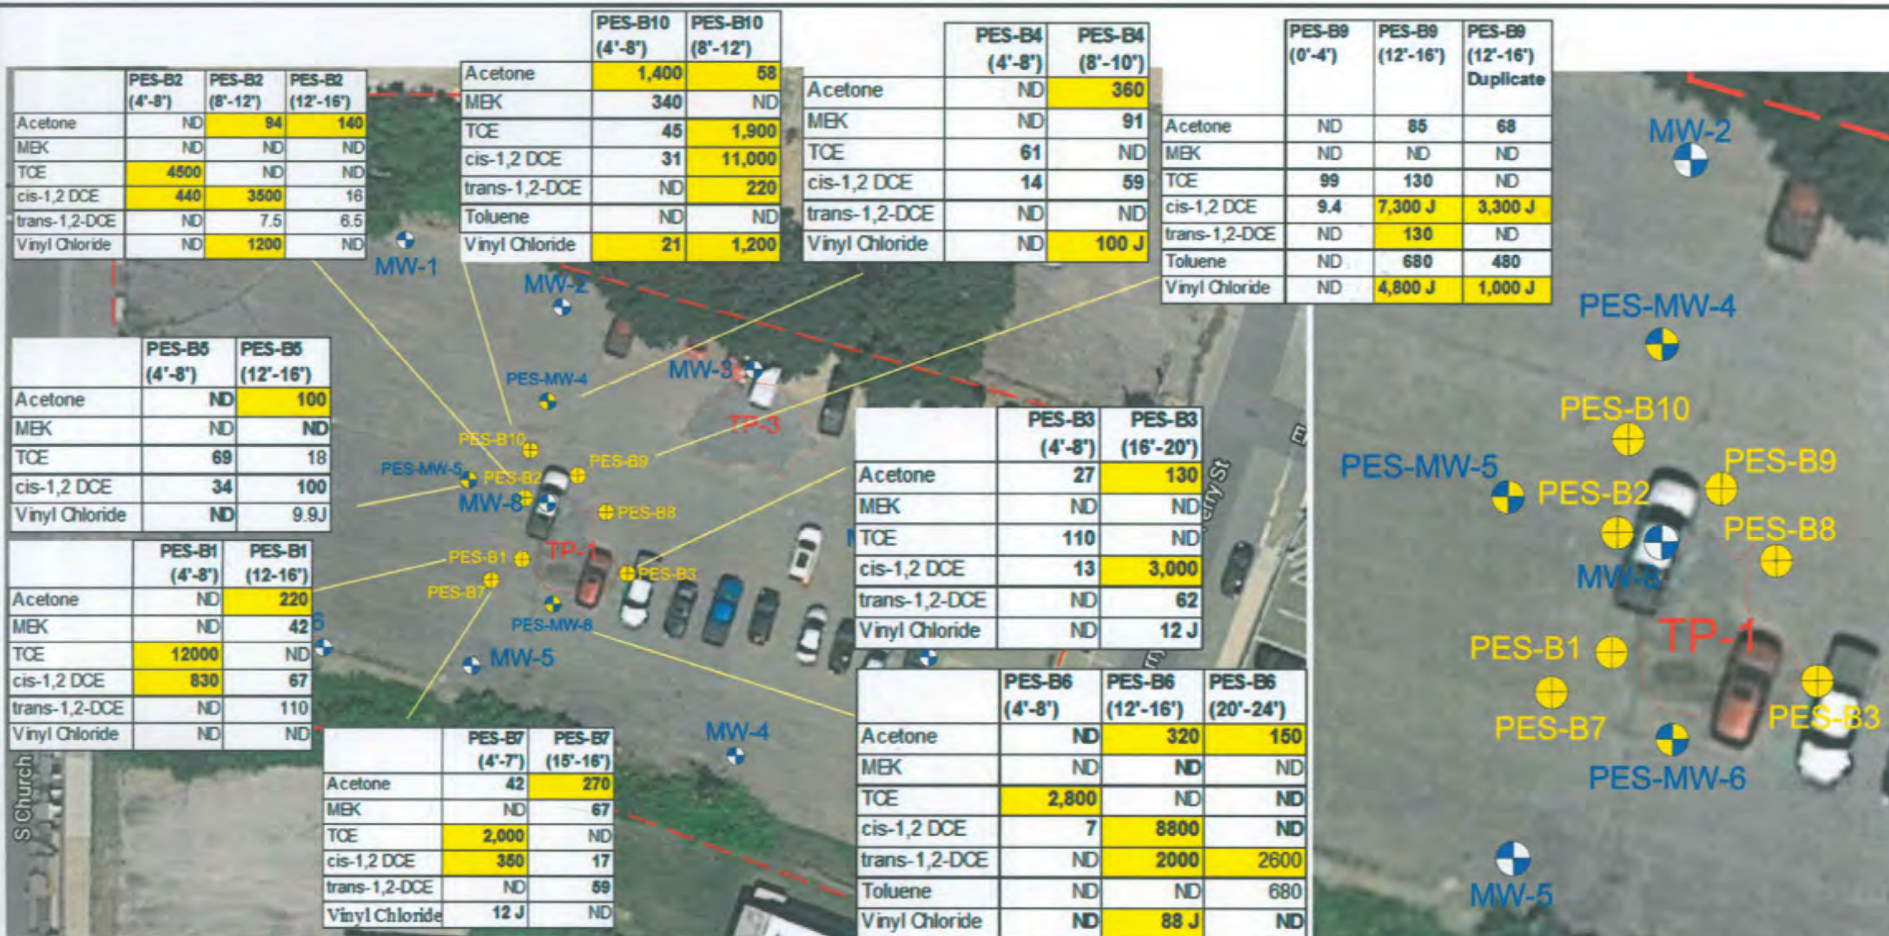 PES-B2 (4'-8') PES-B2 (8'-12') PES-B2 (12'-16')
Acetone ND 94 140
MEK ND ND ND
TCE 4500 ND ND
cis-1,2 DCE 440 3500 16
trans-1,2-DCE ND 7.5 6.5
Vinyl Chloride ND 1200 ND
PES-B10 (4'-8') PES-B10 (8'-12')
Acetone 1,400 58
MEK 340 ND
TCE 45 1,900
cis-1,2 DCE 31 11,000
trans-1,2-DCE ND 220
Toluene ND ND
Vinyl Chloride 21 1,200
PES-B4 (4'-8') PES-B4 (8'-10')
Acetone ND 360
MEK ND 91
TCE 61 ND
cis-1,2 DCE 14 59
trans-1,2-DCE ND ND
Vinyl Chloride ND 100 J
PES-B9 (0'-4') PES-B9 (12'-16') PES-B9 (12'-16') Duplicate
Acetone ND 85 68
MEK ND ND ND
TCE 99 130 ND
cis-1,2 DCE 9.4 7,300 J 3,300 J
trans-1,2-DCE ND 130 ND
Toluene ND 680 480
Vinyl Chloride ND 4,800 J 1,000 J
PES-B5 (4'-8') PES-B5 (12'-16')
Acetone ND 100
MEK ND ND
TCE 69 18
cis-1,2 DCE 34 100
Vinyl Chloride ND 9.9J
PES-B1 (4'-8') PES-B1 (12-16')
Acetone ND 220
MEK ND 42
TCE 12000 ND
cis-1,2 DCE 830 67
trans-1,2-DCE ND 110
Vinyl Chloride ND ND
PES-B7 (4'-7') PES-B7 (15'-16')
Acetone 42 270
MEK ND 67
TCE 2,000 ND
cis-1,2 DCE 350 17
trans-1,2-DCE ND 59
Vinyl Chloride 12 J ND
PES-B3 (4'-8') PES-B3 (16'-20')
Acetone 27 130
MEK ND ND
TCE 110 ND
cis-1,2 DCE 13 3,000
trans-1,2-DCE ND 62
Vinyl Chloride ND 12 J
PES-B6 (4'-8') PES-B6 (12'-16') PES-B6 (20'-24')
Acetone ND 320 150
MEK ND ND ND
TCE 2,800 ND ND
cis-1,2 DCE 7 8800 ND
trans-1,2-DCE ND 2000 2600
Toluene ND ND 680
Vinyl Chloride ND 88 J ND
MW-1
MW-2
MW-3
PES-MW-4
TP-3
PES-B10
PES-MW-5
PES-B2
PES-B9
MW-8
PES-B8
PES-B1
TP-1
PES-B3
PES-B7
PES-MW-6
6
MW-5
MW-4
S Church
erry St
MW-2
PES-MW-4
PES-B10
PES-MW-5
PES-B2
PES-B9
PES-B8
MW-8
PES-B1
TP-1
PES-B7
PES-B3
PES-MW-6
MW-5